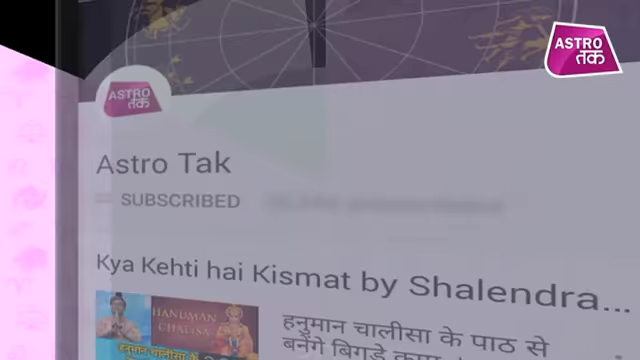 ASTRO
तक
ASTRO
तक
Astro Tak
SUBSCRIBED
Kya Kehti hai Kismat by Shalendra...
HANUMAN
CHALISA
हनुमान चालीसा के पाठ से
बनेंगे बिगड़े